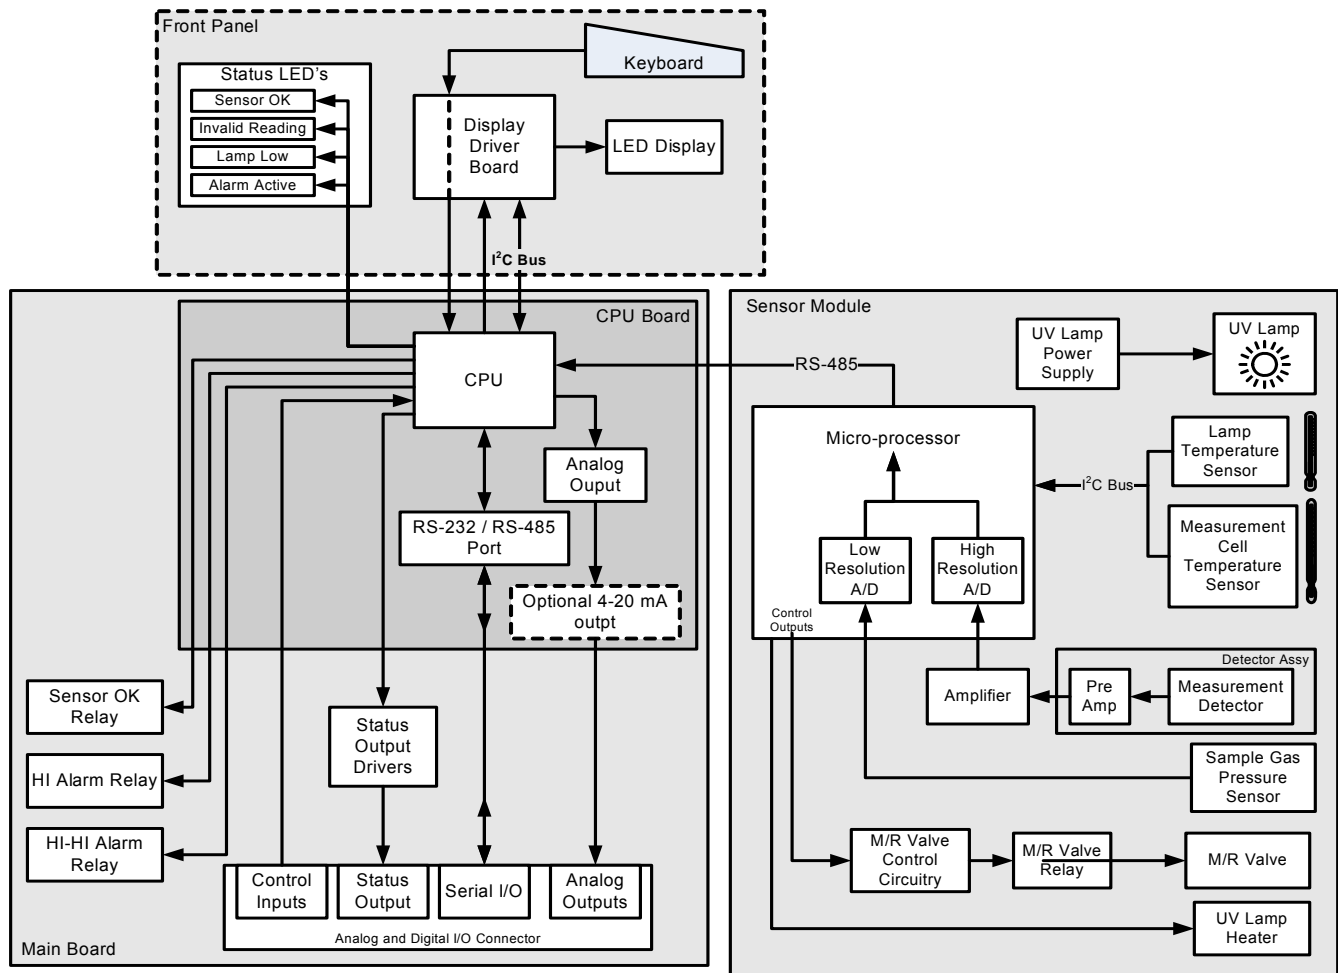 Front Panel
Status LED's
Sensor OK
Invalid Reading
Lamp Low
Alarm Active
Keyboard
Display
Driver
Board
LED Display
I²C Bus
CPU Board
CPU
Analog
Ouput
RS-232 / RS-485
Port
Optional 4-20 mA
outpt
Sensor OK
Relay
HI Alarm Relay
HI-HI Alarm
Relay
Status
Output
Drivers
Control
Inputs
Status
Output
Serial I/O
Analog
Outputs
Analog and Digital I/O Connector
Main Board
Sensor Module
RS-485
UV Lamp
Power
Supply
UV Lamp
Micro-processor
Lamp
Temperature
Sensor
I²C Bus
Measurement
Cell
Temperature
Sensor
Low
Resolution
A/D
High
Resolution
A/D
Control
Outputs
Detector Assy
Amplifier
Pre
Amp
Measurement
Detector
Sample Gas
Pressure
Sensor
M/R Valve
Control
Circuitry
M/R Valve
Relay
M/R Valve
UV Lamp
Heater